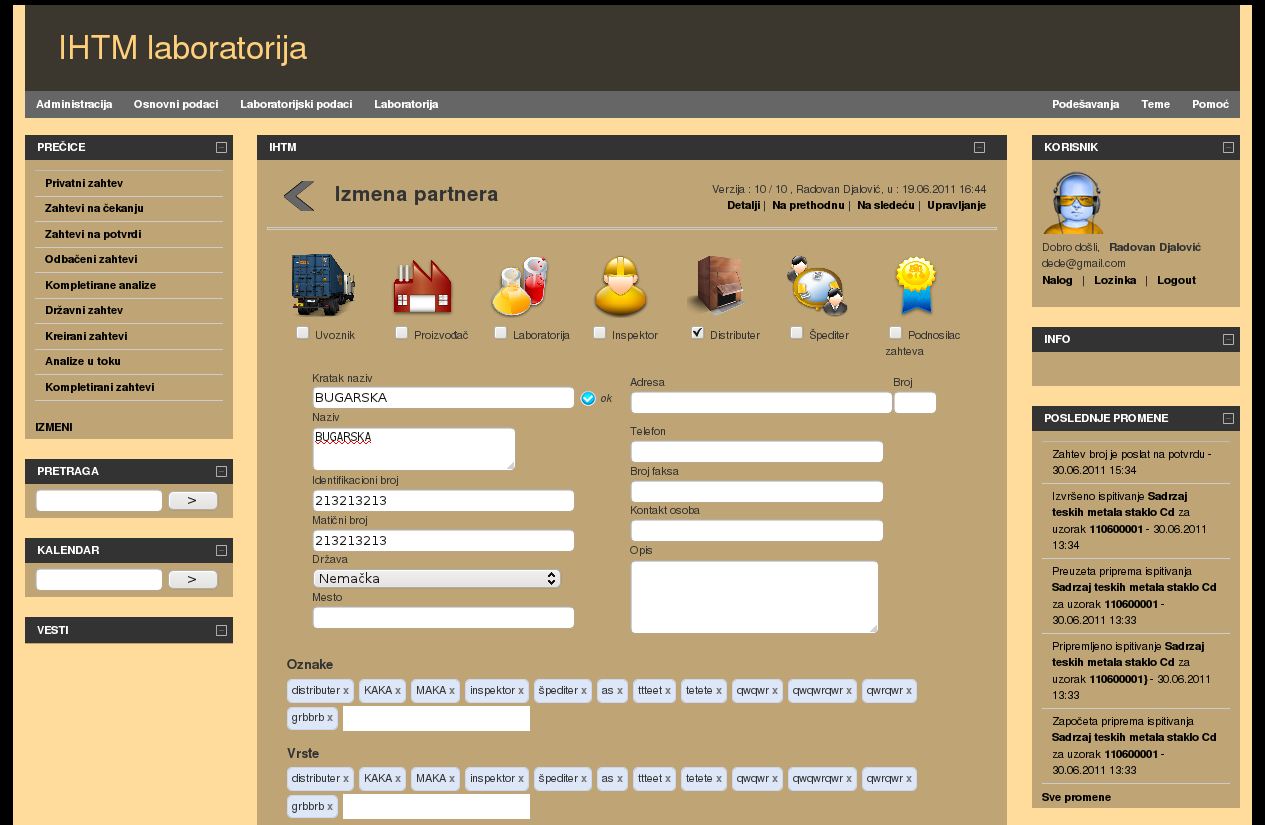 IHTM laboratorija
Administracija Osnovni podaci Laboratorijski podaci Laboratorija Podešavanja Teme Pomoć
PREČICE
Privatni zahtev
Zahtevi na čekanju
Zahtevi na potvrdi
Odbačeni zahtevi
Kompletirane analize
Državni zahtev
Kreirani zahtevi
Analize u toku
Kompletirani zahtevi
IZMENI
PRETRAGA
>
KALENDAR
>
VESTI
IHTM
Izmena partnera
Verzija : 10 / 10 , Radovan Djalović, u : 19.06.2011 16:44
Detalji | Na prethodnu | Na sledeću | Upravljanje
Uvoznik Proizvođač Laboratorija Inspektor Distributer Špediter Podnosilac
zahteva
Kratak naziv
BUGARSKA ok
Naziv
BUGARSKA
Identifikacioni broj
213213213
Matični broj
213213213
Država
Nemačka
Mesto
Adresa Broj
Telefon
Broj faksa
Kontakt osoba
Opis
Oznake
distributer x KAKA x MAKA x inspektor x špediter x as x ttteet x tetete x qwqwr x qwqwrqwr x qwrqwr x
grbbrb x
Vrste
distributer x KAKA x MAKA x inspektor x špediter x as x ttteet x tetete x qwqwr x qwqwrqwr x qwrqwr x
grbbrb x
KORISNIK
Dobro došli, Radovan Djalović
dede@gmail.com
Nalog | Lozinka | Logout
INFO
POSLEDNJE PROMENE
Zahtev broj je poslat na potvrdu -
30.06.2011 15:34
Izvršeno ispitivanje Sadrzaj
teskih metala staklo Cd za
uzorak 110600001 - 30.06.2011
13:34
Preuzeta priprema ispitivanja
Sadrzaj teskih metala staklo Cd
za uzorak 110600001 -
30.06.2011 13:33
Pripremljeno ispitivanje Sadrzaj
teskih metala staklo Cd za
uzorak 110600001) - 30.06.2011
13:33
Započeta priprema ispitivanja
Sadrzaj teskih metala staklo Cd
za uzorak 110600001 -
30.06.2011 13:33
Sve promene